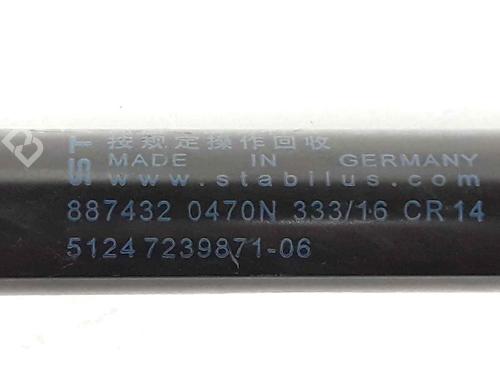 ST
按规定操作回收
MADE IN GERMANY
www.stabilus.com
887432 0470N 333/16 CR14
51247239871-06